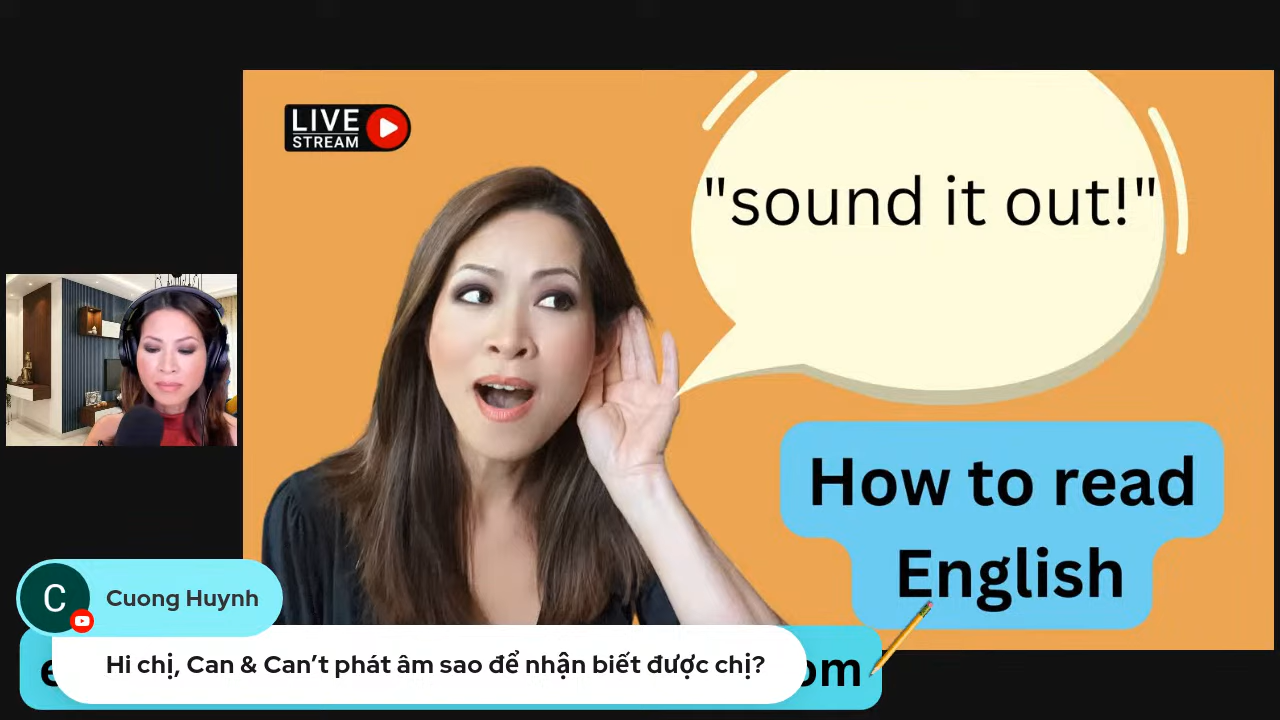 LIVE
STREAM
"sound it out!"
How to read
English
C
Cuong Huynh
Hi chị, Can & Can't phát âm sao để nhận biết được chị?